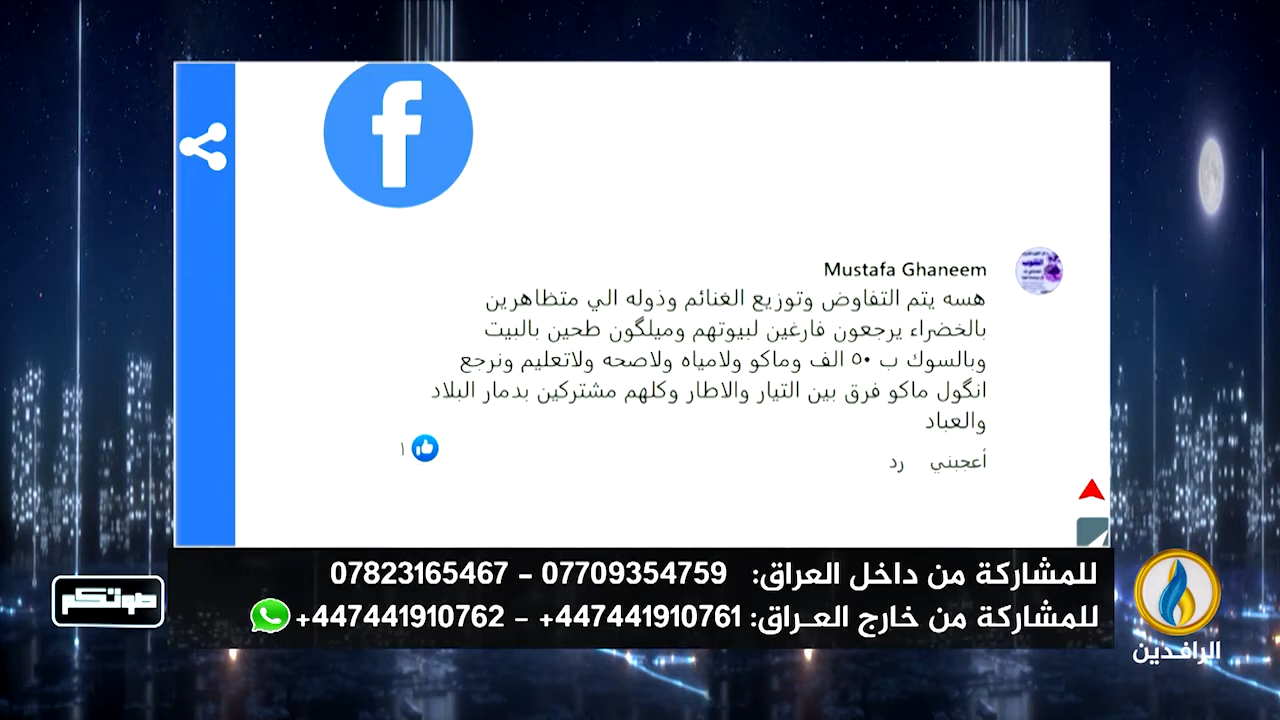 Mustafa Ghaneem
هسه يتم التفاوض وتوزيع الغنائم وذوله الي متظاهرين
بالخضراء يرجعون فارغين لبيوتهم وميلگون طحين بالبيت
وبالسوك ب ٥٠ الف وماكو ولامياه ولاصحه ولاتعليم ونرجع
انگول ماكو فرق بين التيار والاطار وكلهم مشتركين بدمار البلاد
والعباد
أعجبني رد
١
للمشاركة من داخل العراق: 07709354759 - 07823165467
للمشاركة من خارج العـراق: 447441910761+ - 447441910762+
صوتكم
الرافدين